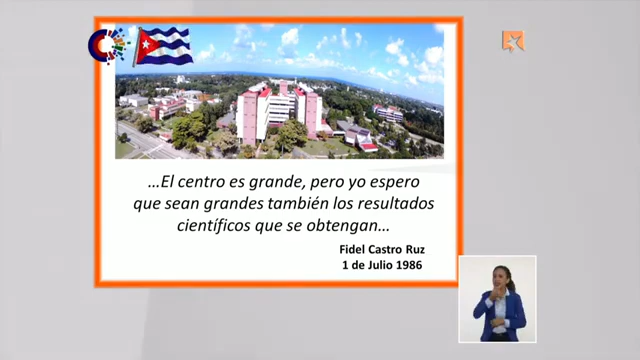 ...El centro es grande, pero yo espero
que sean grandes también los resultados
científicos que se obtengan...
Fidel Castro Ruz
1 de Julio 1986